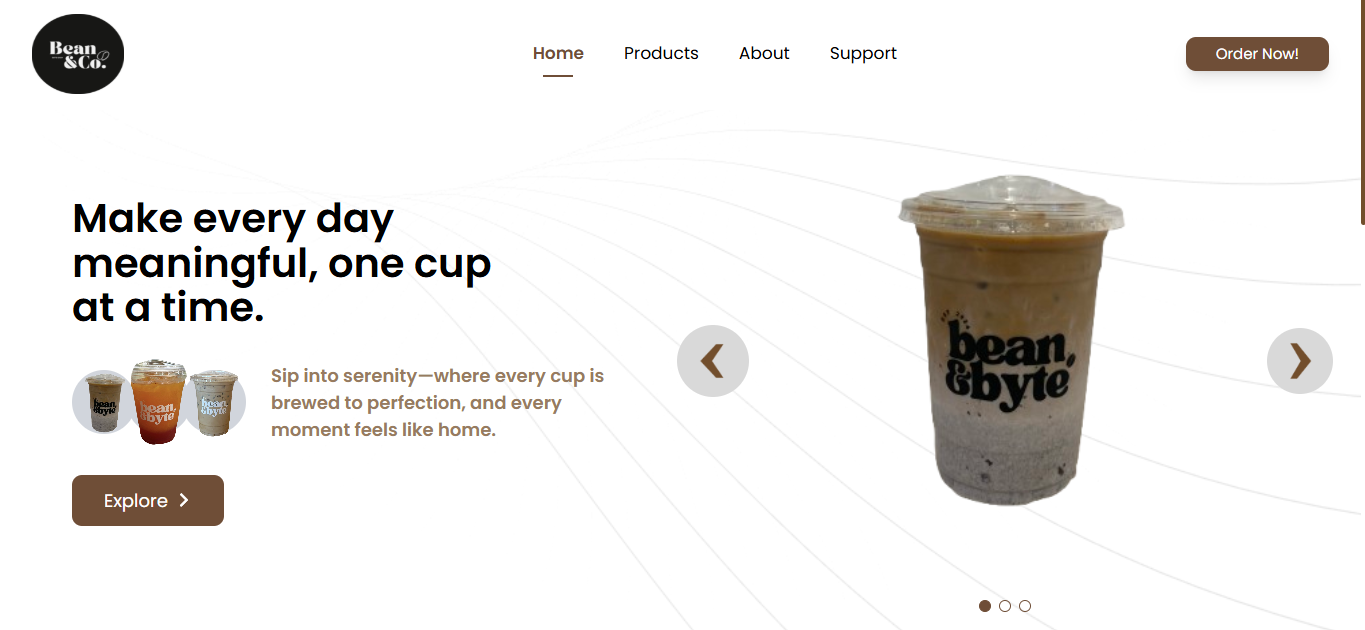 Bean
&Co.
Home
Products
About
Support
Order Now!
Make every day
meaningful, one cup
at a time.
bean,
&byte
bean,
&byte
bean,
&byte
Sip into serenity—where every cup is
brewed to perfection, and every
moment feels like home.
Explore
bean,
&byte